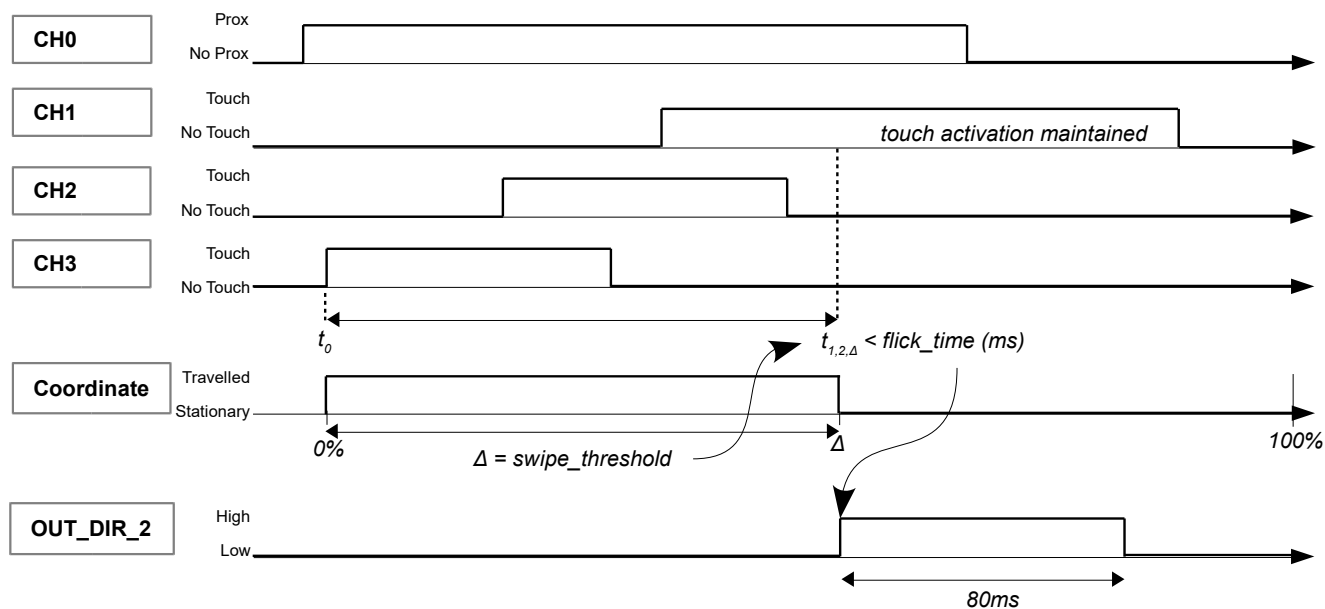 CH0
Prox
No Prox
CH1
Touch
No Touch
touch activation maintained
CH2
Touch
No Touch
CH3
Touch
No Touch
t0
t1,2,Δ < flick_time (ms)
Coordinate
Travelled
Stationary
0%
Δ = swipe_threshold
Δ
100%
OUT_DIR_2
High
Low
80ms